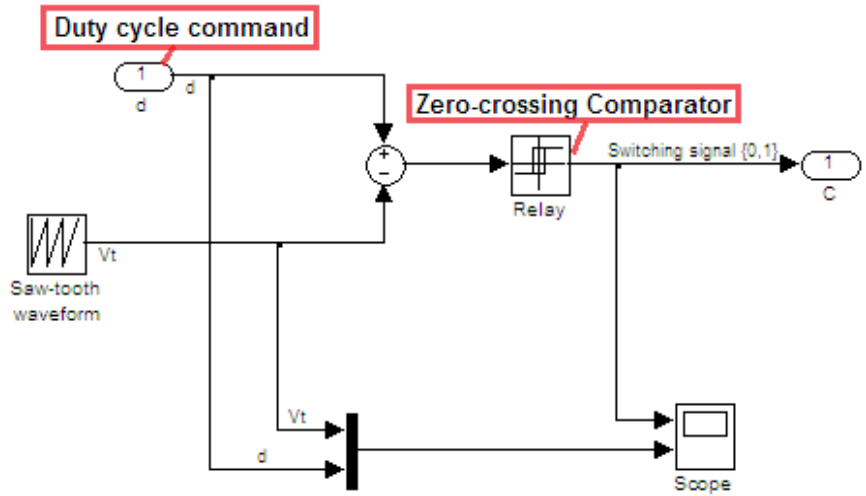 Duty cycle command
1
d
d
Zero-crossing Comparator
+
−
Switching signal {0,1}
1
C
Relay
Vt
Saw-tooth
waveform
Vt
d
Scope